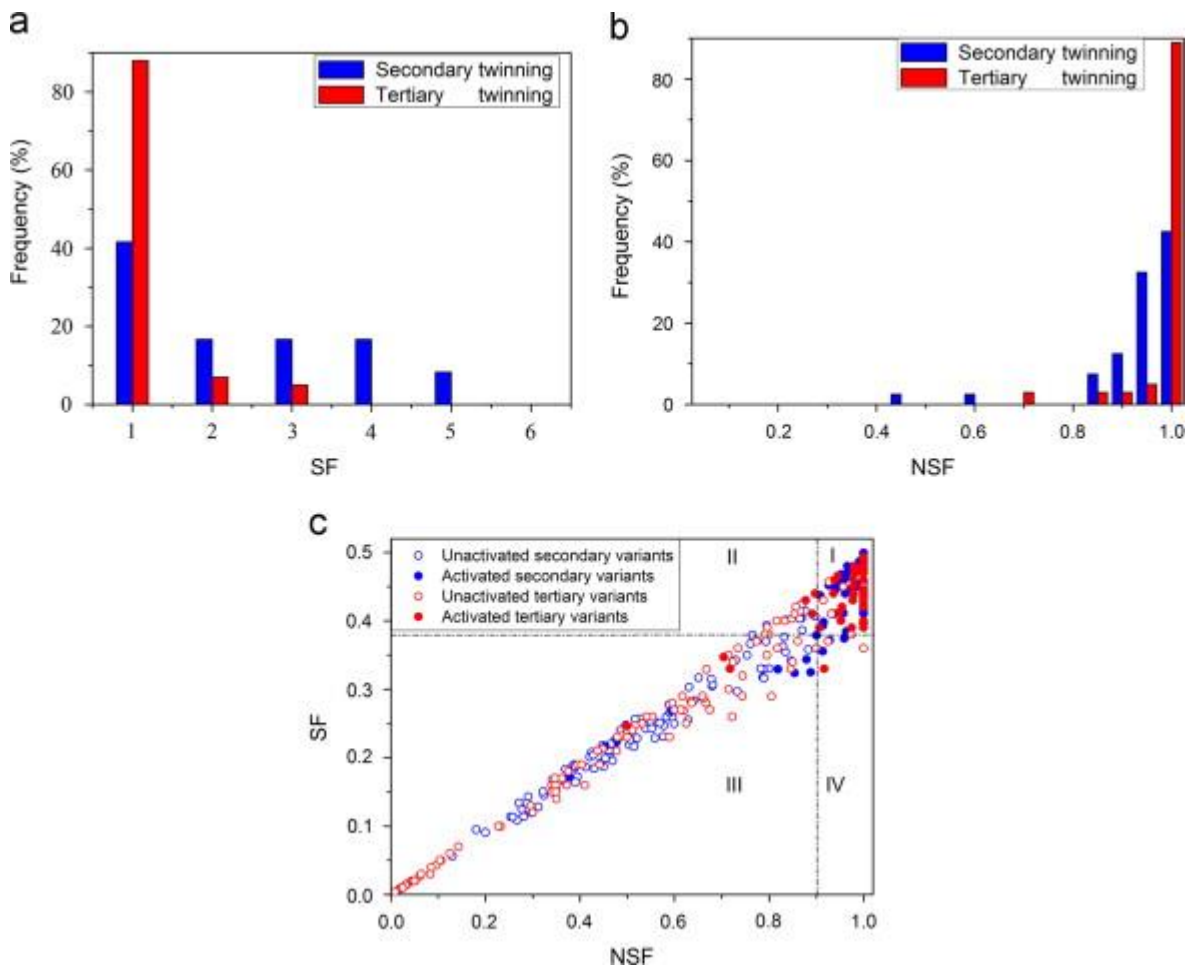 a
Secondary twinning
Tertiary twinning
Frequency (%)
80
60
40
20
0
1 2 3 4 5 6
SF
b
Secondary twinning
Tertiary twinning
Frequency (%)
80
60
40
20
0
0.2 0.4 0.6 0.8 1.0
NSF
c
Unactivated secondary variants
Activated secondary variants
Unactivated tertiary variants
Activated tertiary variants
II I
III IV
SF
0.5
0.4
0.3
0.2
0.1
0.0
0.0 0.2 0.4 0.6 0.8 1.0
NSF